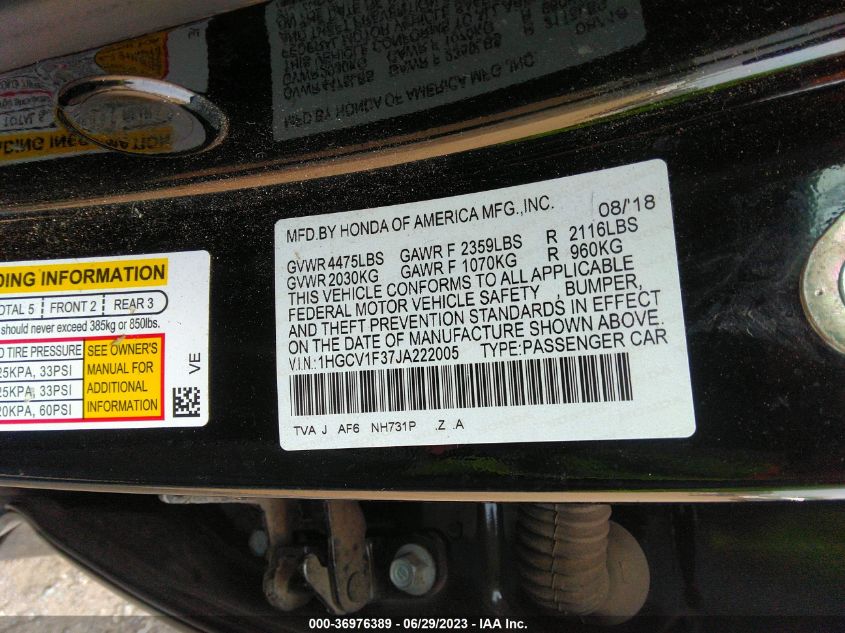 MFD.BY HONDA OF AMERICA MFG.,INC. 08/'18
GVWR 4475LBS GAWR F 2359LBS R 2116LBS
GVWR 2030KG GAWR F 1070KG R 960KG
THIS VEHICLE CONFORMS TO ALL APPLICABLE
FEDERAL MOTOR VEHICLE SAFETY , BUMPER,
AND THEFT PREVENTION STANDARDS IN EFFECT
ON THE DATE OF MANUFACTURE SHOWN ABOVE.
V.I.N.:1HGCV1F37JA222005 TYPE:PASSENGER CAR
TVA J AF6 NH731P .Z .A
DING INFORMATION
OTAL 5 FRONT 2 REAR 3
should never exceed 385kg or 850lbs.
D TIRE PRESSURE
25KPA, 33PSI
25KPA, 33PSI
20KPA, 60PSI
SEE OWNER'S
MANUAL FOR
ADDITIONAL
INFORMATION
VE
000-36976389 - 06/29/2023 - IAA Inc.